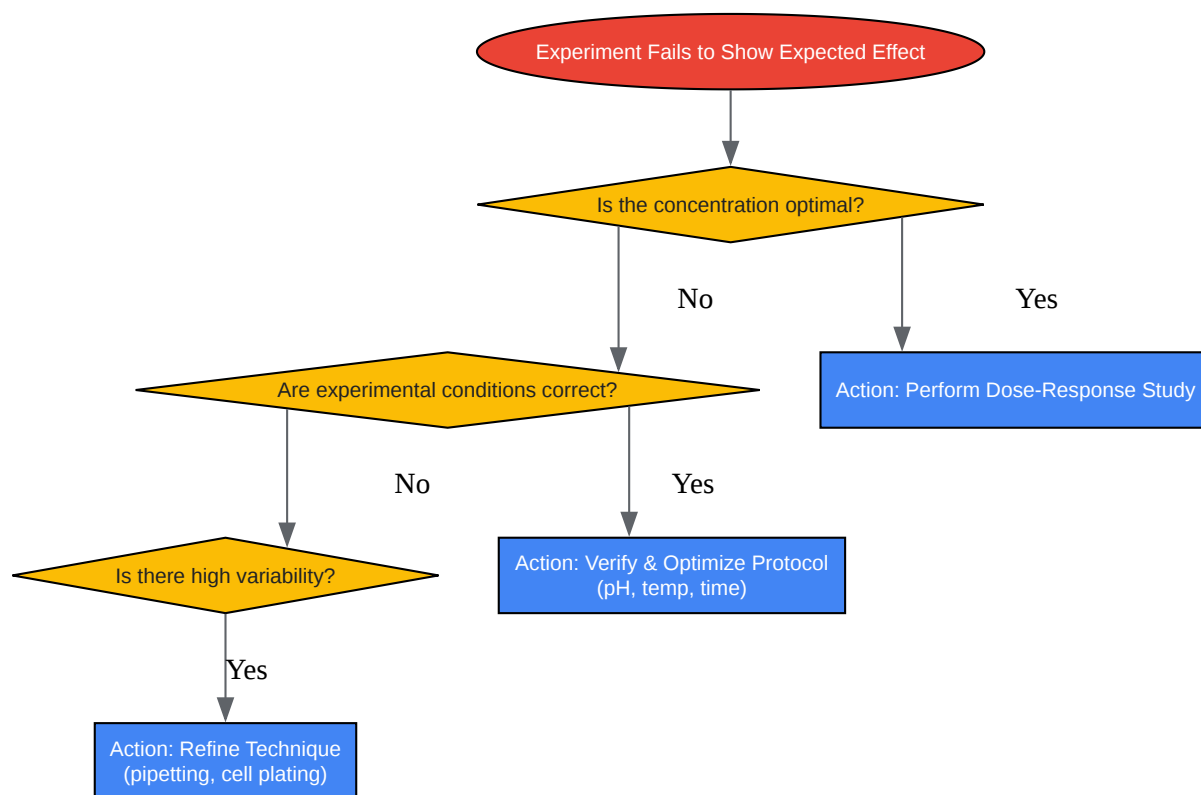 Experiment Fails to Show Expected Effect
Is the concentration optimal?
No
Yes
Are experimental conditions correct?
Action: Perform Dose-Response Study
No
Yes
Is there high variability?
Action: Verify & Optimize Protocol
(pH, temp, time)
Yes
Action: Refine Technique
(pipetting, cell plating)